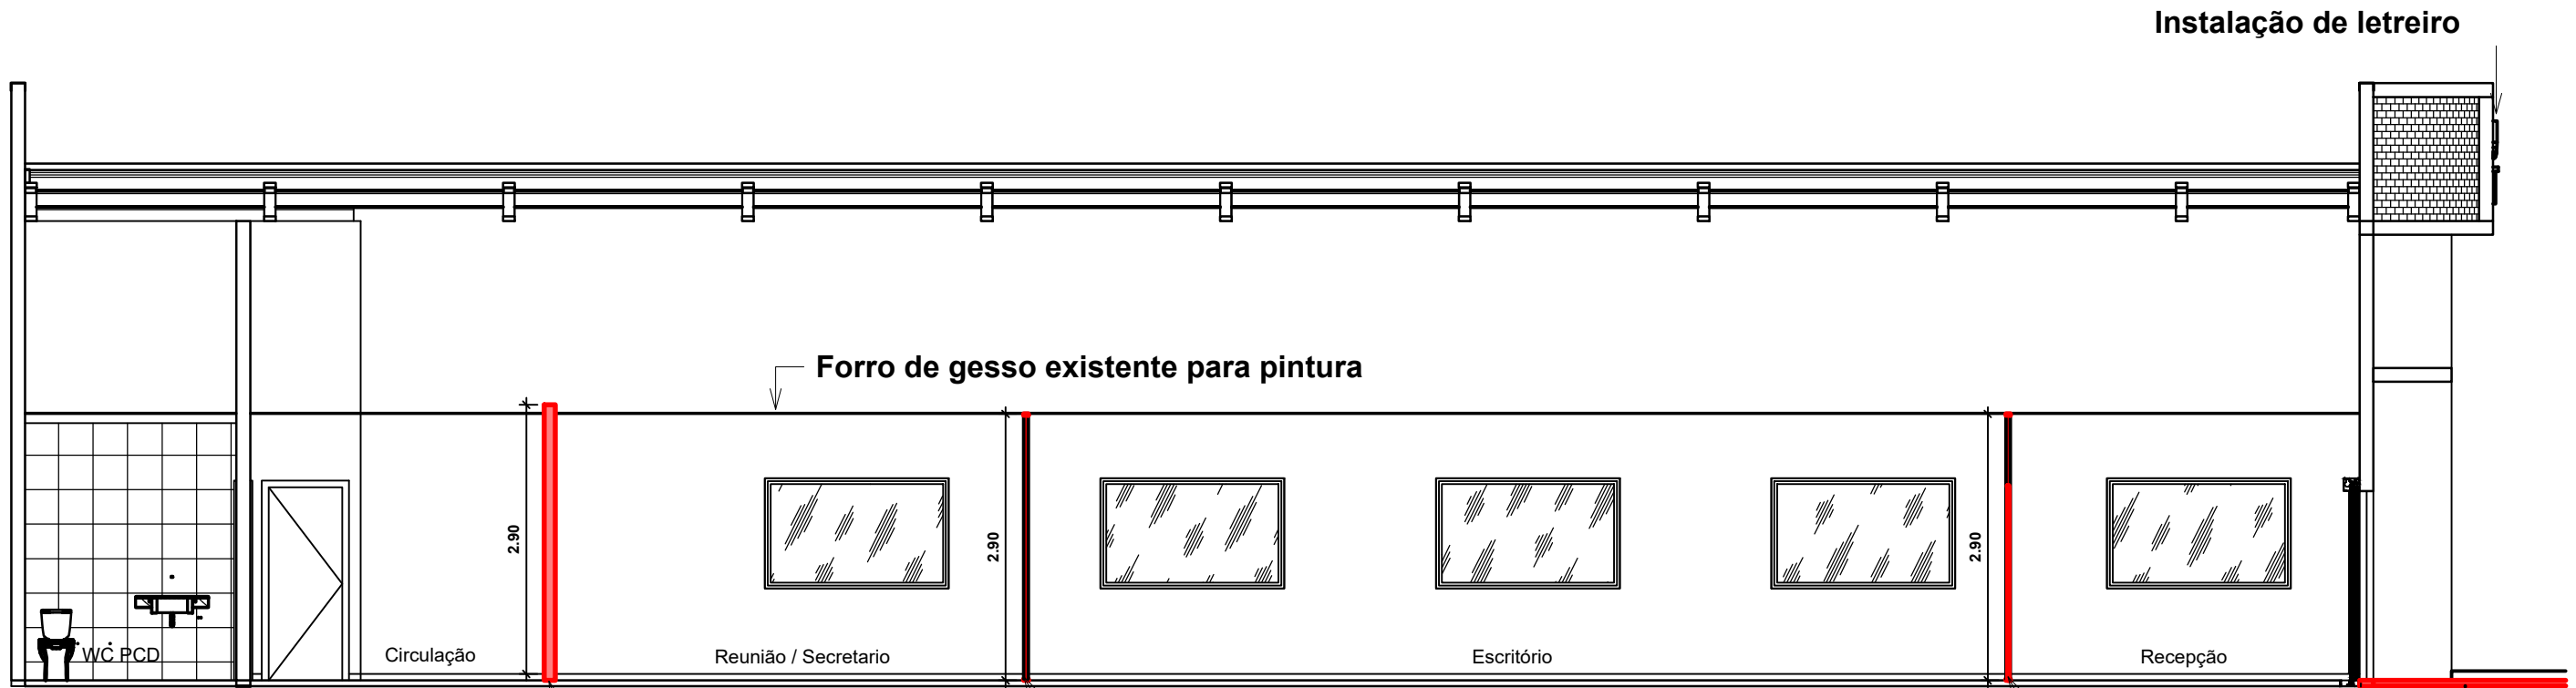 Instalação de letreiro
Forro de gesso existente para pintura
2.90
2.90
2.90
WC PCD
Circulação
Reunião / Secretario
Escritório
Recepção